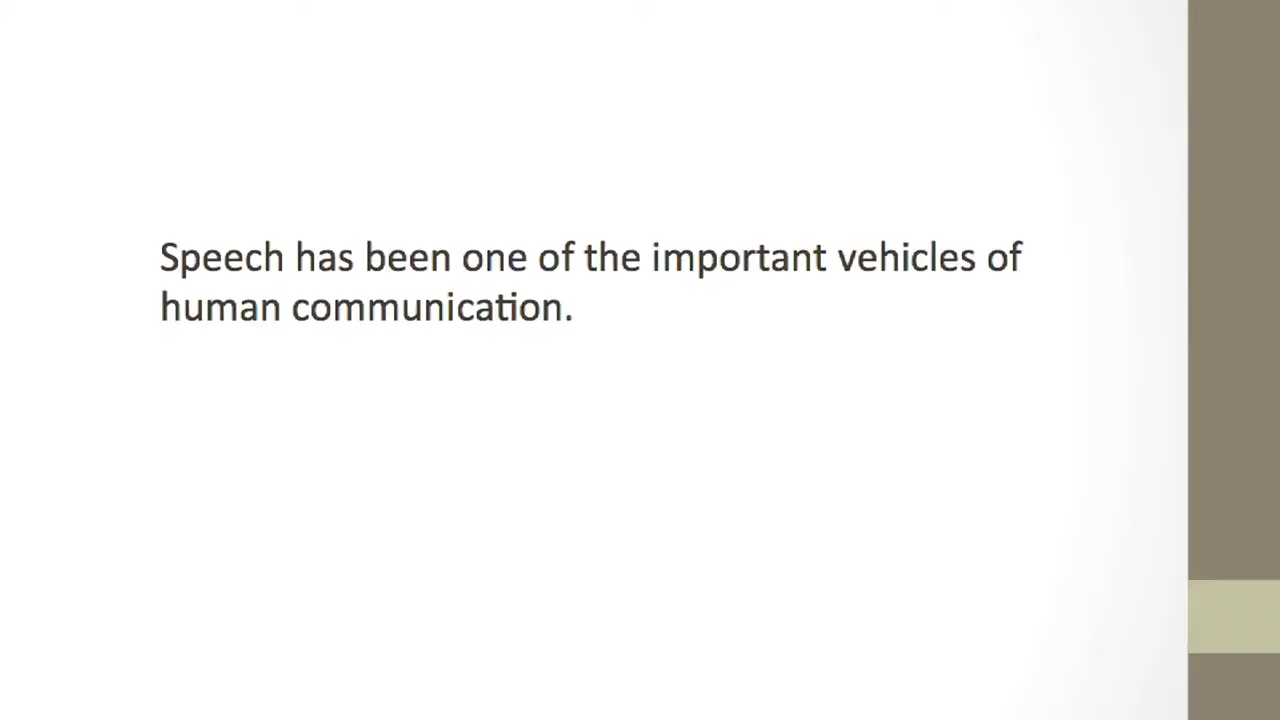 Speech has been one of the important vehicles of
human communication.